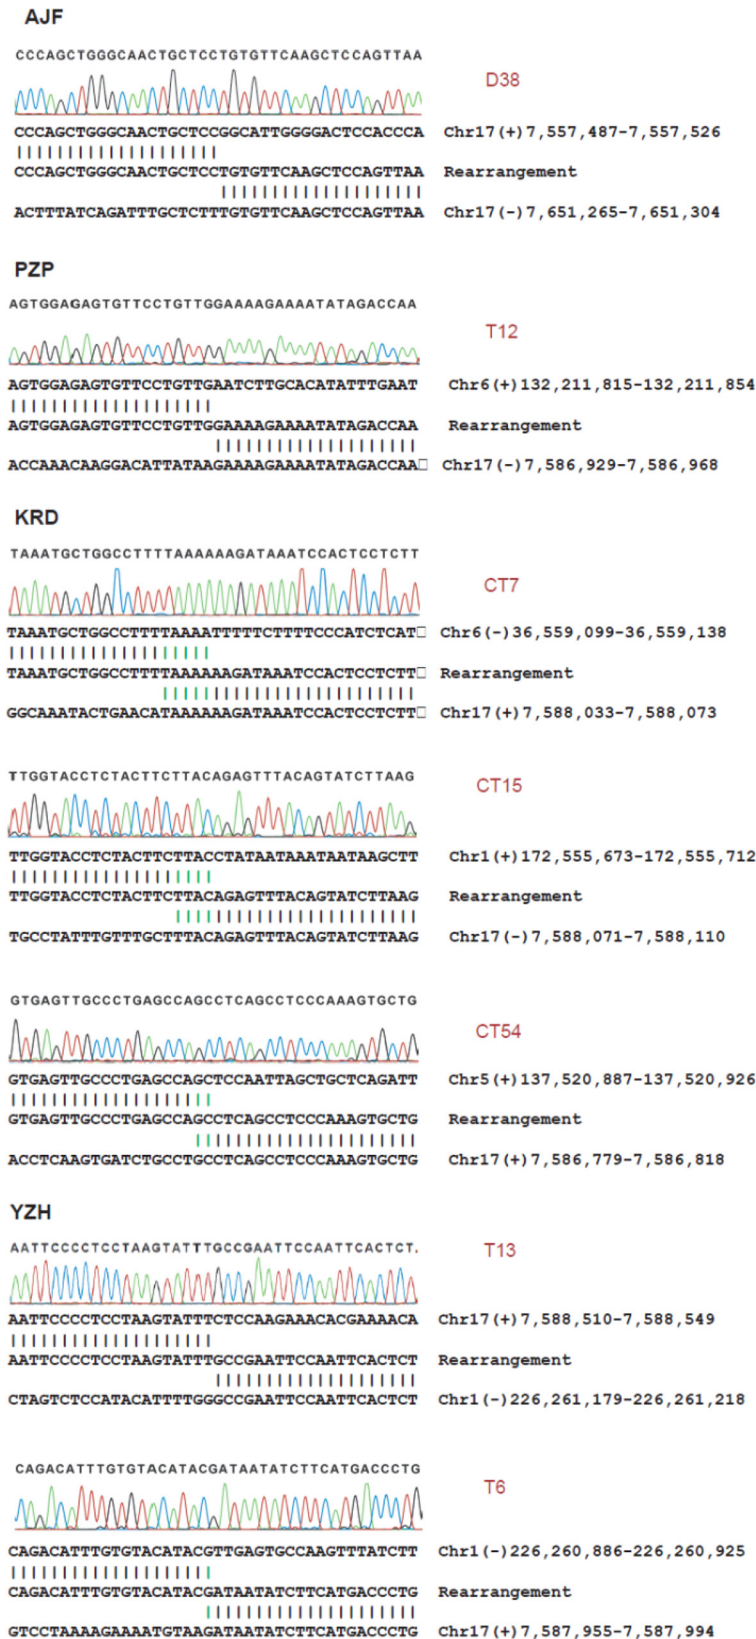 AJF
CCCAGCTGGGCAACTGCTCCTGTGTTCAAGCTCCAGTTAA
D38
CCCAGCTGGGCAACTGCTCCGGCATTGGGGACTCCACCCA Chr17(+)7,557,487-7,557,526
CCCAGCTGGGCAACTGCTCCTGTGTTCAAGCTCCAGTTAA Rearrangement
ACTTTATCAGATTTGCTCTTTGTGTTCAAGCTCCAGTTAA Chr17(-)7,651,265-7,651,304
PZP
AGTGGAGAGTGTTCCTGTTGGAAAAGAAAATATAGACCAA
T12
AGTGGAGAGTGTTCCTGTTGAATCTTGCACATATTTGAAT Chr6(+)132,211,815-132,211,854
AGTGGAGAGTGTTCCTGTTGGAAAAGAAAATATAGACCAA Rearrangement
ACCAAACAAGGACATTATAAGAAAAGAAAATATAGACCAA□ Chr17(-)7,586,929-7,586,968
KRD
TAAATGCTGGCCTTTTAAAAAAGATAAATCCACTCCTCTT
CT7
TAAATGCTGGCCTTTTAAAATTTTTCTTTTCCCATCTCAT□ Chr6(-)36,559,099-36,559,138
TAAATGCTGGCCTTTTAAAAAAGATAAATCCACTCCTCTT□ Rearrangement
GGCAAATACTGAACATAAAAAAGATAAATCCACTCCTCTT□ Chr17(+)7,588,033-7,588,073
TTGGTACCTCTACTTCTTACAGAGTTTACAGTATCTTAAG
CT15
TTGGTACCTCTACTTCTTACCTATAATAAATAATAAGCTT Chr1(+)172,555,673-172,555,712
TTGGTACCTCTACTTCTTACAGAGTTTACAGTATCTTAAG Rearrangement
TGCCTATTTGTTTGCTTTACAGAGTTTACAGTATCTTAAG Chr17(-)7,588,071-7,588,110
GTGAGTTGCCCTGAGCCAGCCTCAGCCTCCCAAAGTGCTG
CT54
GTGAGTTGCCCTGAGCCAGCTCCAATTAGCTGCTCAGATT Chr5(+)137,520,887-137,520,926
GTGAGTTGCCCTGAGCCAGCCTCAGCCTCCCAAAGTGCTG Rearrangement
ACCTCAAGTGATCTGCCTGCCTCAGCCTCCCAAAGTGCTG Chr17(+)7,586,779-7,586,818
YZH
AATTCCCCTCCTAAGTATTTGCCGAATTCCAATTCACTCT.
T13
AATTCCCCTCCTAAGTATTTCTCCAAGAAACACGAAAACA Chr17(+)7,588,510-7,588,549
AATTCCCCTCCTAAGTATTTGCCGAATTCCAATTCACTCT Rearrangement
CTAGTCTCCATACATTTTGGGCCGAATTCCAATTCACTCT Chr1(-)226,261,179-226,261,218
CAGACATTTGTGTACATACGATAATATCTTCATGACCCTG
T6
CAGACATTTGTGTACATACGTTGAGTGCCAAGTTTATCTT Chr1(-)226,260,886-226,260,925
CAGACATTTGTGTACATACGATAATATCTTCATGACCCTG Rearrangement
GTCCTAAAAGAAAATGTAAGATAATATCTTCATGACCCTG Chr17(+)7,587,955-7,587,994